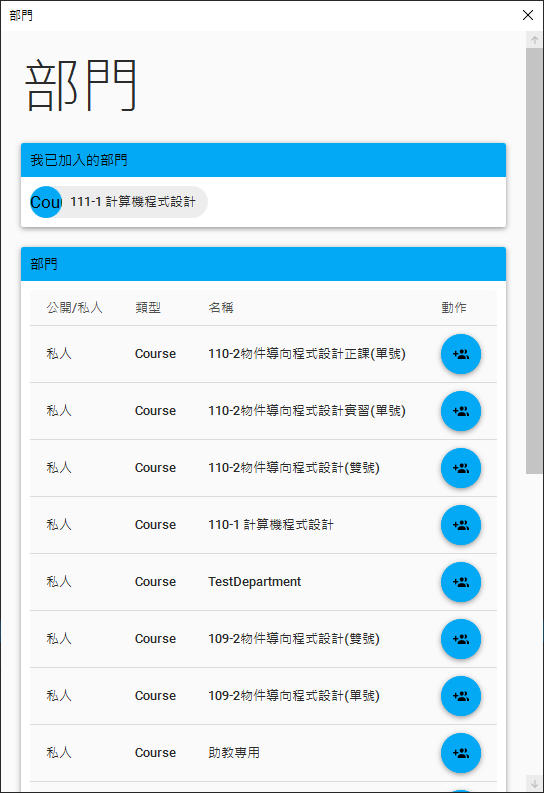 部門
部門
我已加入的部門
Cou 111-1 計算機程式設計
部門
公開/私人 類型 名稱 動作
私人 Course 110-2物件導向程式設計正課(單號)
私人 Course 110-2物件導向程式設計實習(單號)
私人 Course 110-2物件導向程式設計(雙號)
私人 Course 110-1 計算機程式設計
私人 Course TestDepartment
私人 Course 109-2物件導向程式設計(雙號)
私人 Course 109-2物件導向程式設計(單號)
私人 Course 助教専用